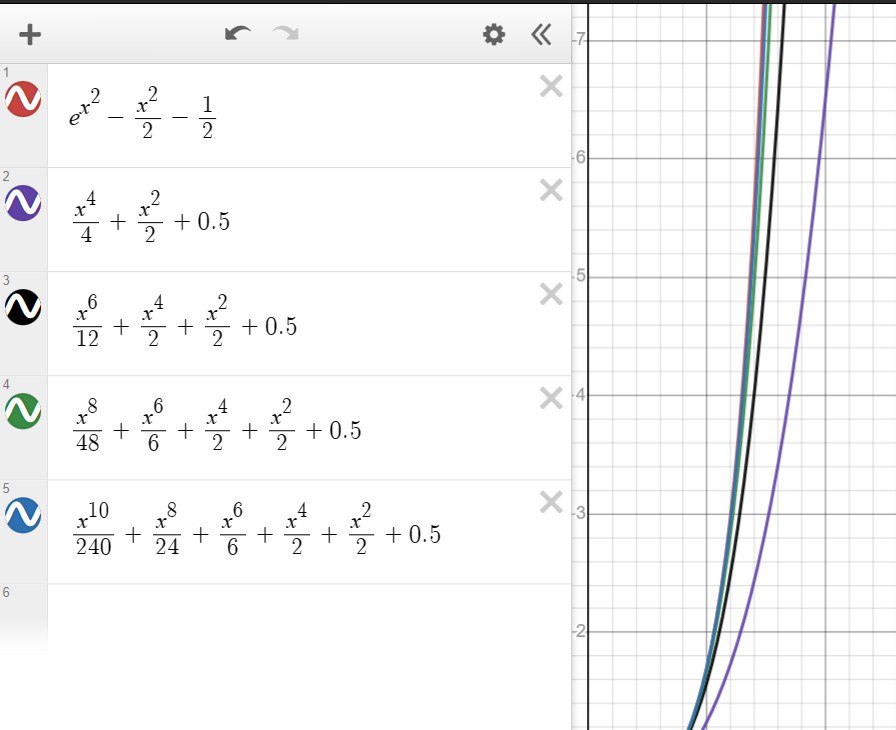 1
e^{x^2} - \frac{x^2}{2} - \frac{1}{2}
2
\frac{x^4}{4} + \frac{x^2}{2} + 0.5
3
\frac{x^6}{12} + \frac{x^4}{2} + \frac{x^2}{2} + 0.5
4
\frac{x^8}{48} + \frac{x^6}{6} + \frac{x^4}{2} + \frac{x^2}{2} + 0.5
5
\frac{x^{10}}{240} + \frac{x^8}{24} + \frac{x^6}{6} + \frac{x^4}{2} + \frac{x^2}{2} + 0.5
6
7
6
5
4
3
2